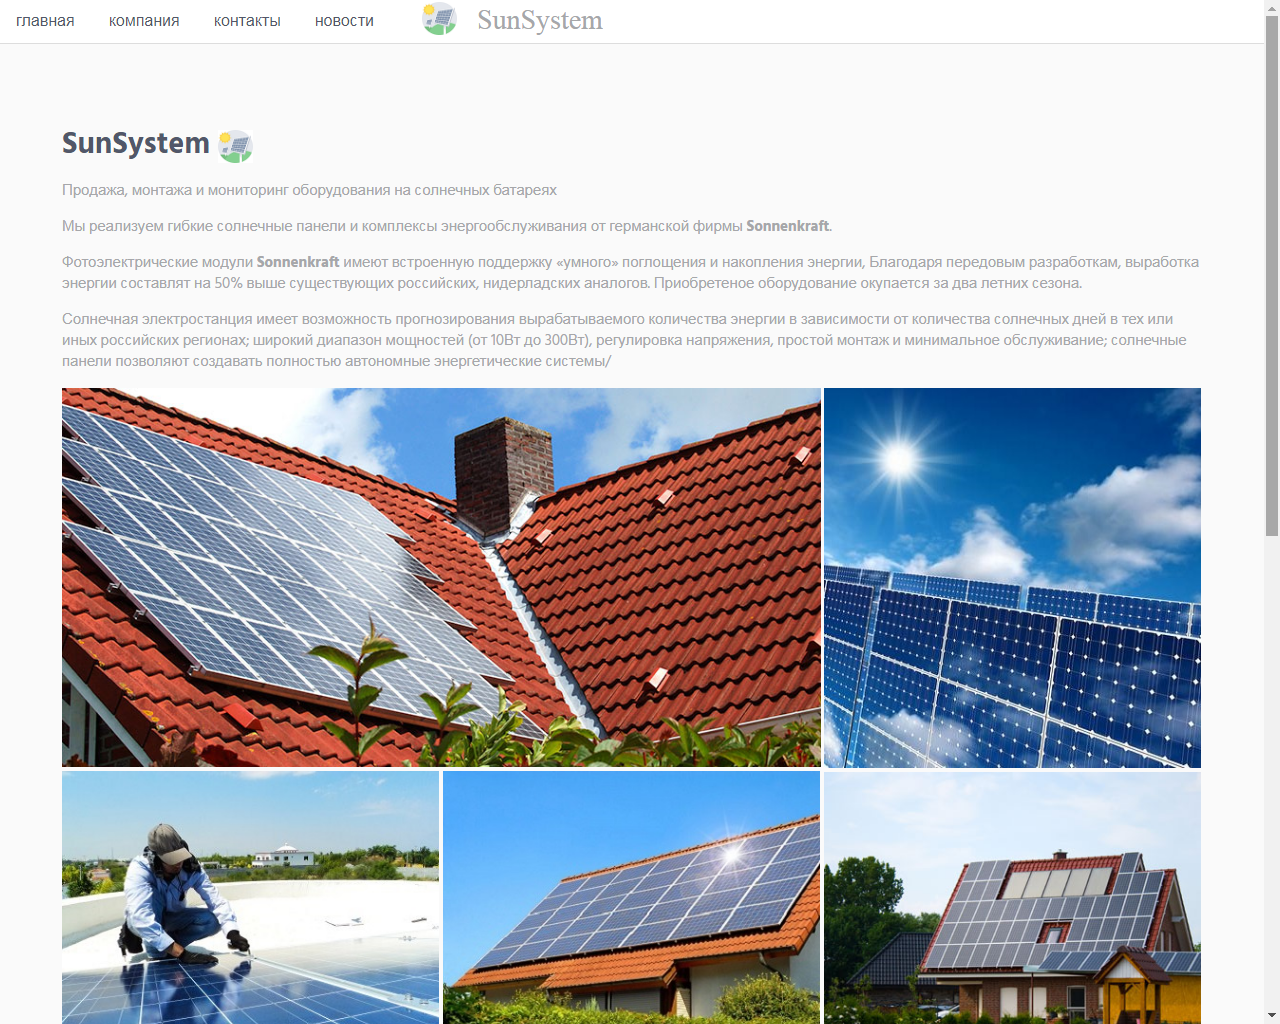 главная компания контакты новости SunSystem
SunSystem
Продажа, монтажа и мониторинг оборудования на солнечных батареях
Мы реализуем гибкие солнечные панели и комплексы энергообслуживания от германской фирмы Sonnenkraft.
Фотоэлектрические модули Sonnenkraft имеют встроенную поддержку «умного» поглощения и накопления энергии, Благодаря передовым разработкам, выработка
энергии составлят на 50% выше существующих российских, нидерладских аналогов. Приобретеное оборудование окупается за два летних сезона.
Солнечная электростанция имеет возможность прогнозирования вырабатываемого количества энергии в зависимости от количества солнечных дней в тех или
иных российских регионах; широкий диапазон мощностей (от 10Вт до 300Вт), регулировка напряжения, простой монтаж и минимальное обслуживание; солнечные
панели позволяют создавать полностью автономные энергетические системы/